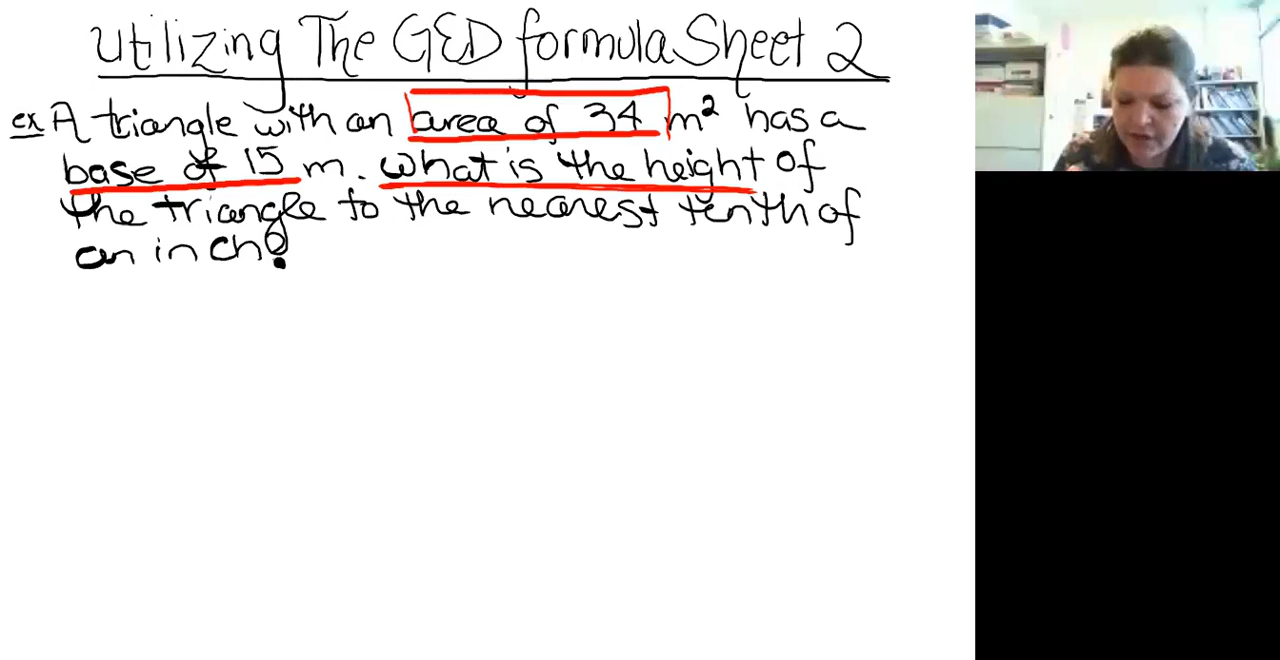 Utilizing The GED formula Sheet 2
ex A triangle with an area of 34 m² has a
base of 15 m. What is the height of
the triangle to the nearest tenth of
an inch?